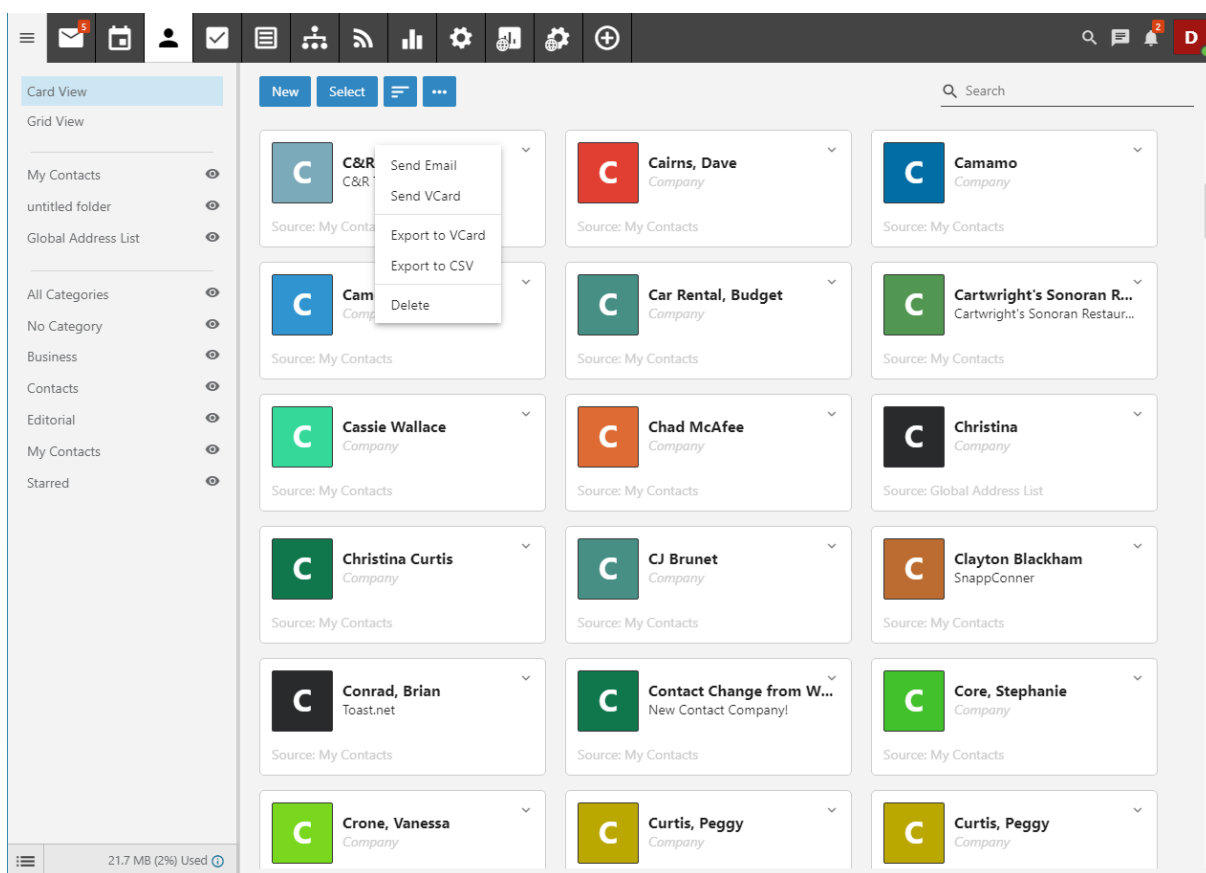 5
2
D
Card View
Grid View
My Contacts
untitled folder
Global Address List
All Categories
No Category
Business
Contacts
Editorial
My Contacts
Starred
21.7 MB (2%) Used
New
Select
Search
C
C&R
C&R
Source: My Conta
Send Email
Send VCard
Export to VCard
Export to CSV
Delete
C
Cairns, Dave
Company
Source: My Contacts
C
Camamo
Company
Source: My Contacts
C
Cam
Comp
Source: My Contacts
C
Car Rental, Budget
Company
Source: My Contacts
C
Cartwright's Sonoran R...
Cartwright's Sonoran Restaur...
Source: My Contacts
C
Cassie Wallace
Company
Source: My Contacts
C
Chad McAfee
Company
Source: My Contacts
C
Christina
Company
Source: Global Address List
C
Christina Curtis
Company
Source: My Contacts
C
CJ Brunet
Company
Source: My Contacts
C
Clayton Blackham
SnappConner
Source: My Contacts
C
Conrad, Brian
Toast.net
Source: My Contacts
C
Contact Change from W...
New Contact Company!
Source: My Contacts
C
Core, Stephanie
Company
Source: My Contacts
C
Crone, Vanessa
Company
C
Curtis, Peggy
Company
C
Curtis, Peggy
Company